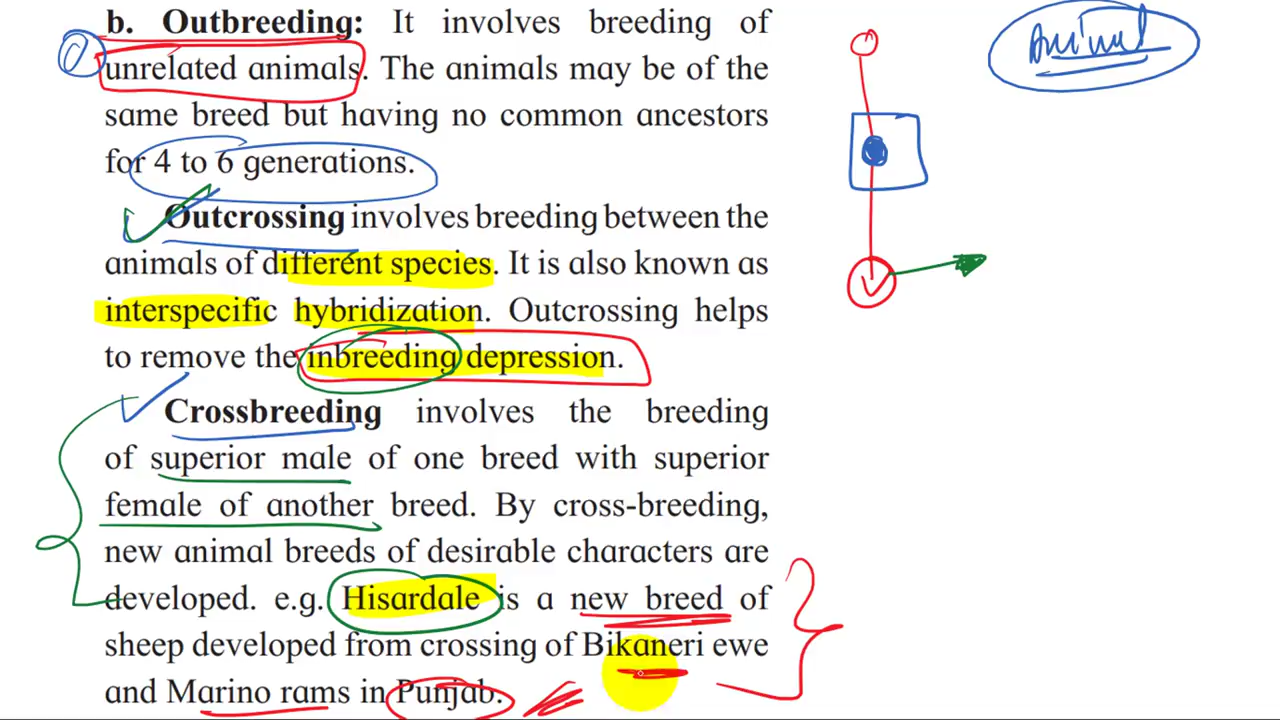 b. Outbreeding: It involves breeding of
unrelated animals. The animals may be of the
same breed but having no common ancestors
for 4 to 6 generations.
Outcrossing involves breeding between the
animals of different species. It is also known as
interspecific hybridization. Outcrossing helps
to remove the inbreeding depression.
Crossbreeding involves the breeding
of superior male of one breed with superior
female of another breed. By cross-breeding,
new animal breeds of desirable characters are
developed. e.g. Hisardale is a new breed of
sheep developed from crossing of Bikaneri ewe
and Marino rams in Punjab.
Animal